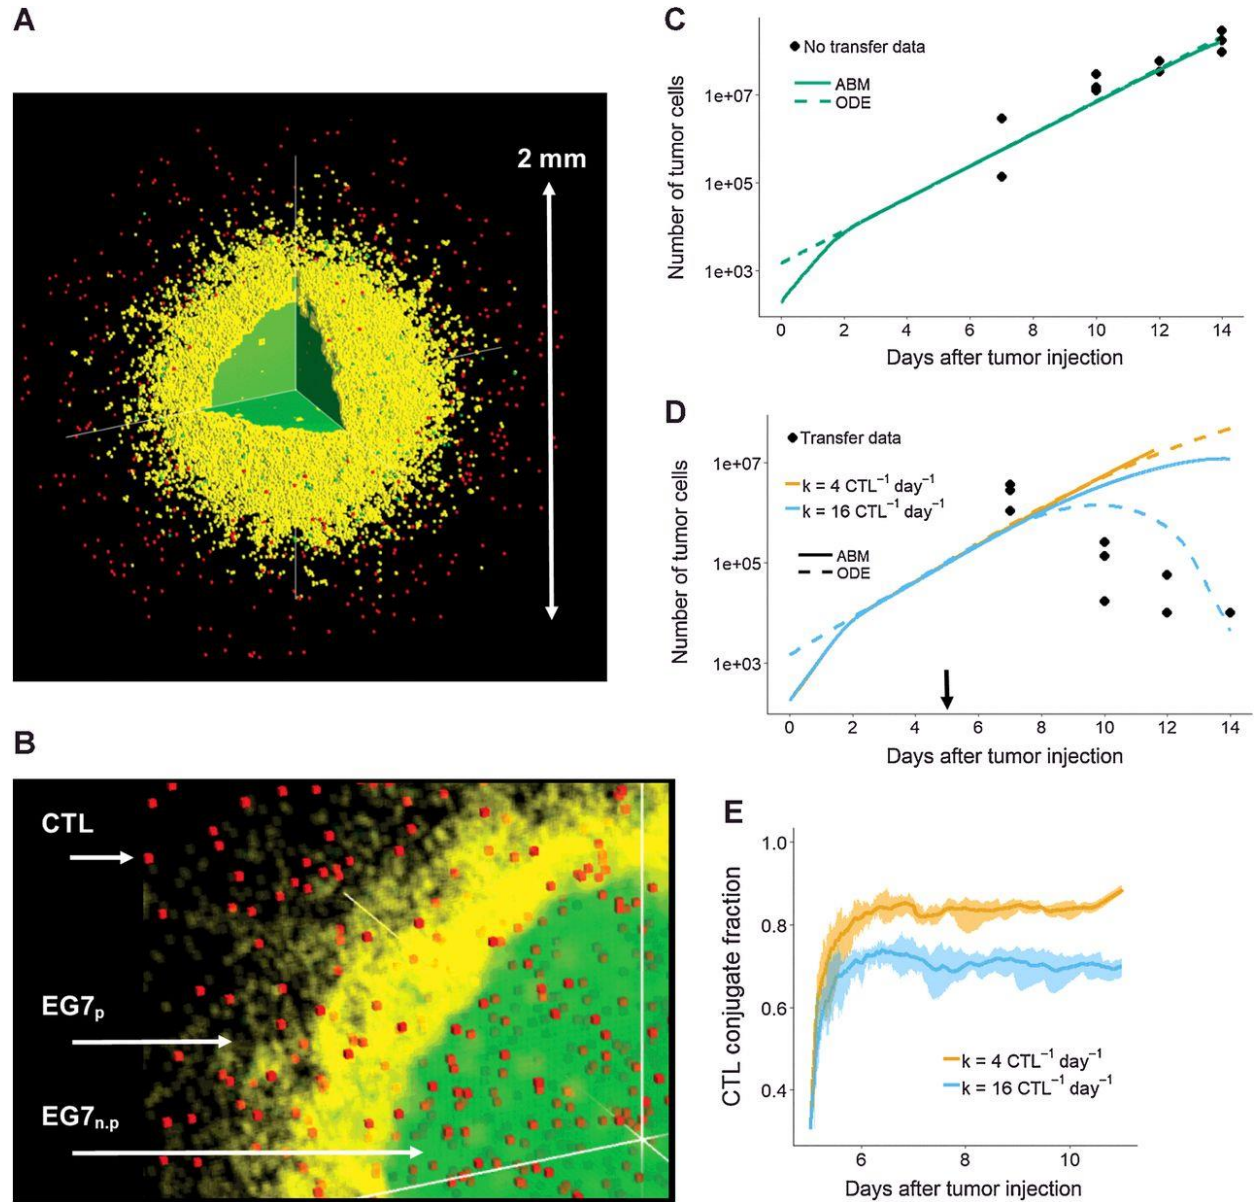 A
2 mm
B
CTL
EG7p
EG7n.p
C
No transfer data
ABM
ODE
1e+07
1e+05
1e+03
Number of tumor cells
0 2 4 6 8 10 12 14
Days after tumor injection
D
Transfer data
k = 4 CTL⁻¹ day⁻¹
k = 16 CTL⁻¹ day⁻¹
ABM
ODE
1e+07
1e+05
1e+03
Number of tumor cells
0 2 4 6 8 10 12 14
Days after tumor injection
E
1.0
0.8
0.6
0.4
CTL conjugate fraction
k = 4 CTL⁻¹ day⁻¹
k = 16 CTL⁻¹ day⁻¹
6 8 10
Days after tumor injection